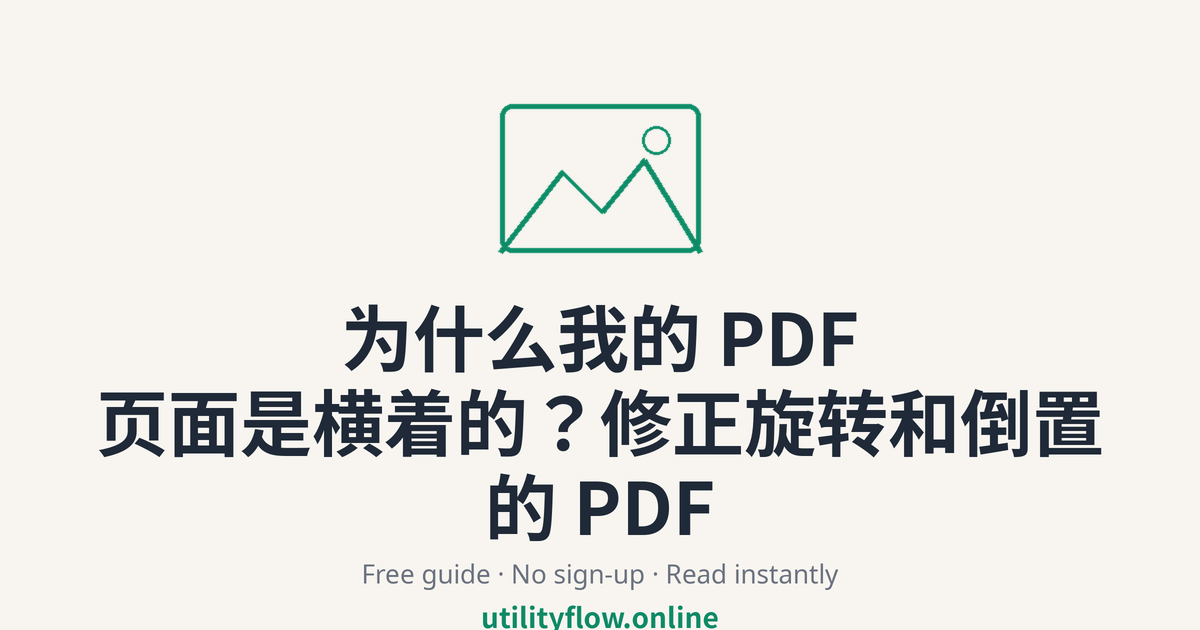 为什么我的 PDF
页面是横着的？修正旋转和倒置
的 PDF
Free guide · No sign-up · Read instantly
utilityflow.online